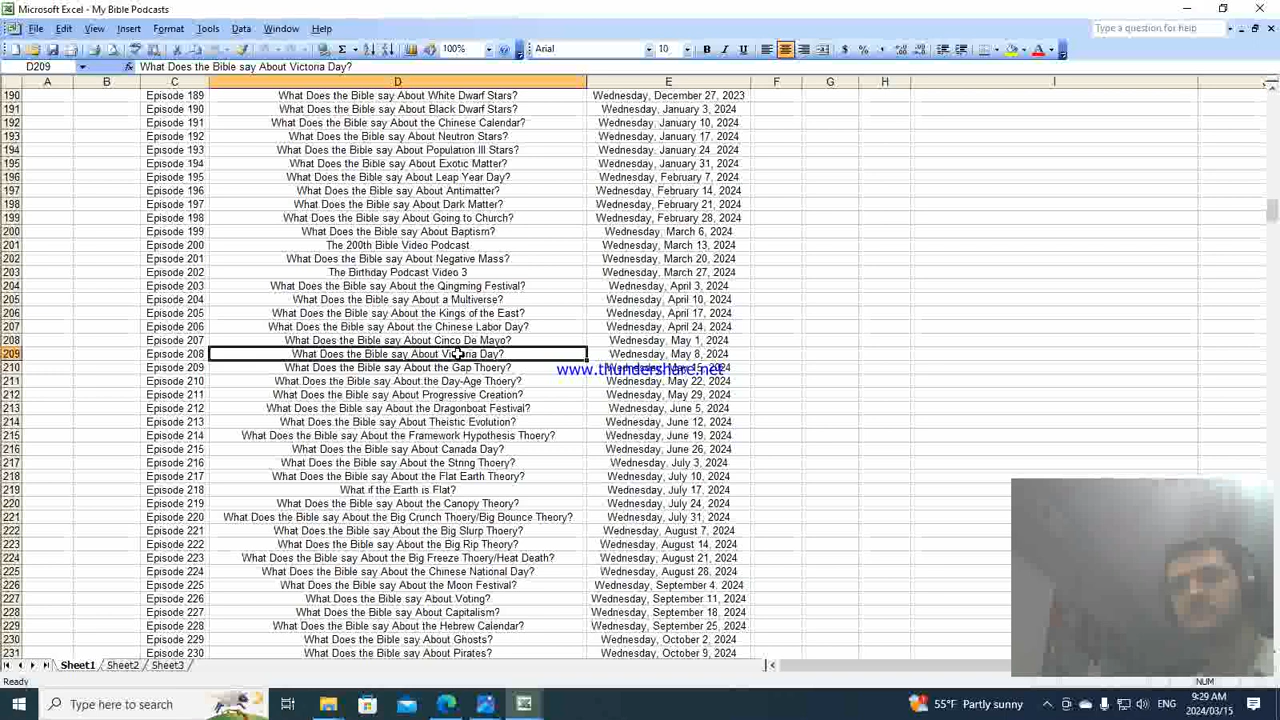 Microsoft Excel - My Bible Podcasts
File Edit View Insert Format Tools Data Window Help Type a question for help
100% Arial 10 B I U
D209 fx What Does the Bible say About Victoria Day?
A B C D E F G H I
190 Episode 189 What Does the Bible say About White Dwarf Stars? Wednesday, December 27, 2023
191 Episode 190 What Does the Bible say About Black Dwarf Stars? Wednesday, January 3, 2024
192 Episode 191 What Does the Bible say About the Chinese Calendar? Wednesday, January 10, 2024
193 Episode 192 What Does the Bible say About Neutron Stars? Wednesday, January 17, 2024
194 Episode 193 What Does the Bible say About Population III Stars? Wednesday, January 24, 2024
195 Episode 194 What Does the Bible say About Exotic Matter? Wednesday, January 31, 2024
196 Episode 195 What Does the Bible say About Leap Year Day? Wednesday, February 7, 2024
197 Episode 196 What Does the Bible say About Antimatter? Wednesday, February 14, 2024
198 Episode 197 What Does the Bible say About Dark Matter? Wednesday, February 21, 2024
199 Episode 198 What Does the Bible say About Going to Church? Wednesday, February 28, 2024
200 Episode 199 What Does the Bible say About Baptism? Wednesday, March 6, 2024
201 Episode 200 The 200th Bible Video Podcast Wednesday, March 13, 2024
202 Episode 201 What Does the Bible say About Negative Mass? Wednesday, March 20, 2024
203 Episode 202 The Birthday Podcast Video 3 Wednesday, March 27, 2024
204 Episode 203 What Does the Bible say About the Qingming Festival? Wednesday, April 3, 2024
205 Episode 204 What Does the Bible say About a Multiverse? Wednesday, April 10, 2024
206 Episode 205 What Does the Bible say About the Kings of the East? Wednesday, April 17, 2024
207 Episode 206 What Does the Bible say About the Chinese Labor Day? Wednesday, April 24, 2024
208 Episode 207 What Does the Bible say About Cinco De Mayo? Wednesday, May 1, 2024
209 Episode 208 What Does the Bible say About Victoria Day? Wednesday, May 8, 2024
210 Episode 209 What Does the Bible say About the Gap Thoery? Wednesday, May 15, 2024
www.thundershare.net
211 Episode 210 What Does the Bible say About the Day-Age Thoery? Wednesday, May 22, 2024
212 Episode 211 What Does the Bible say About Progressive Creation? Wednesday, May 29, 2024
213 Episode 212 What Does the Bible say About the Dragonboat Festival? Wednesday, June 5, 2024
214 Episode 213 What Does the Bible say About Theistic Evolution? Wednesday, June 12, 2024
215 Episode 214 What Does the Bible say About the Framework Hypothesis Thoery? Wednesday, June 19, 2024
216 Episode 215 What Does the Bible say About Canada Day? Wednesday, June 26, 2024
217 Episode 216 What Does the Bible say About the String Thoery? Wednesday, July 3, 2024
218 Episode 217 What Does the Bible say About the Flat Earth Theory? Wednesday, July 10, 2024
219 Episode 218 What if the Earth is Flat? Wednesday, July 17, 2024
220 Episode 219 What Does the Bible say About the Canopy Theory? Wednesday, July 24, 2024
221 Episode 220 What Does the Bible say About the Big Crunch Thoery/Big Bounce Theory? Wednesday, July 31, 2024
222 Episode 221 What Does the Bible say About the Big Slurp Thoery? Wednesday, August 7, 2024
223 Episode 222 What Does the Bible say About the Big Rip Theory? Wednesday, August 14, 2024
224 Episode 223 What Does the Bible say About the Big Freeze Thoery/Heat Death? Wednesday, August 21, 2024
225 Episode 224 What Does the Bible say About the Chinese National Day? Wednesday, August 28, 2024
226 Episode 225 What Does the Bible say About the Moon Festival? Wednesday, September 4, 2024
227 Episode 226 What Does the Bible say About Voting? Wednesday, September 11, 2024
228 Episode 227 What Does the Bible say About Capitalism? Wednesday, September 18, 2024
229 Episode 228 What Does the Bible say About the Hebrew Calendar? Wednesday, September 25, 2024
230 Episode 229 What Does the Bible say About Ghosts? Wednesday, October 2, 2024
231 Episode 230 What Does the Bible say About Pirates? Wednesday, October 9, 2024
Sheet1 Sheet2 Sheet3
Ready NUM
Type here to search 55°F Partly sunny ENG 9:29 AM
2024/03/15